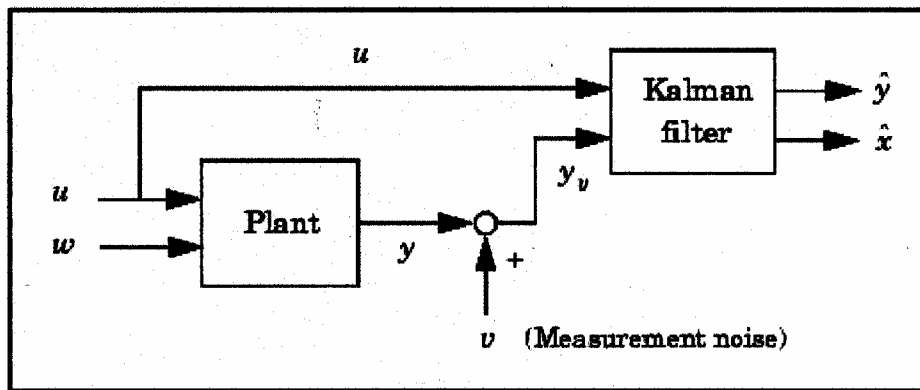 u
Kalman
filter
ŷ
x̂
u
w
Plant
y
y_v
+
v (Measurement noise)